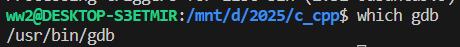 ww2@DESKTOP-S3ETMIR:/mnt/d/2025/c_cpp$ which gdb
/usr/bin/gdb